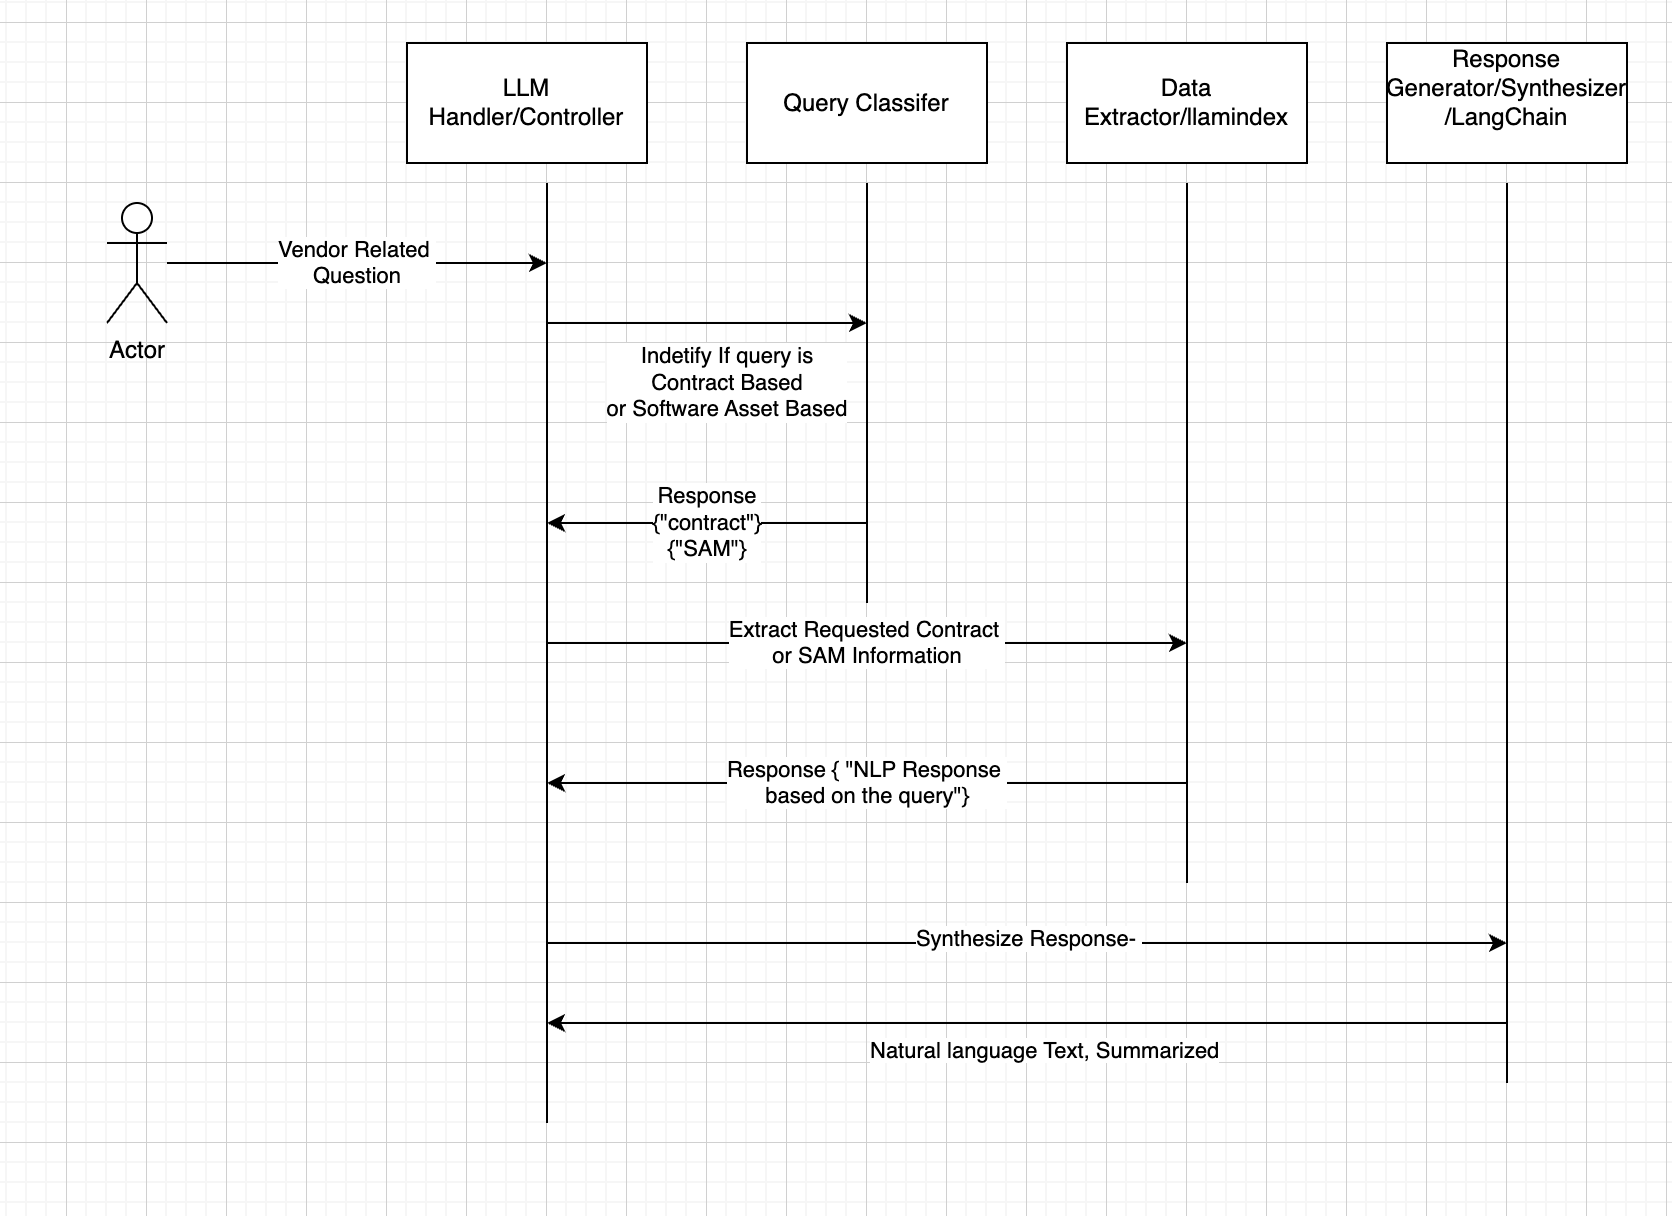 LLM
Handler/Controller
Query Classifer
Data
Extractor/llamindex
Response
Generator/Synthesizer
/LangChain
Actor
Vendor Related
Question
Indetify If query is
Contract Based
or Software Asset Based
Response
{"contract"}
{"SAM"}
Extract Requested Contract
or SAM Information
Response { "NLP Response
based on the query"}
Synthesize Response-
Natural language Text, Summarized